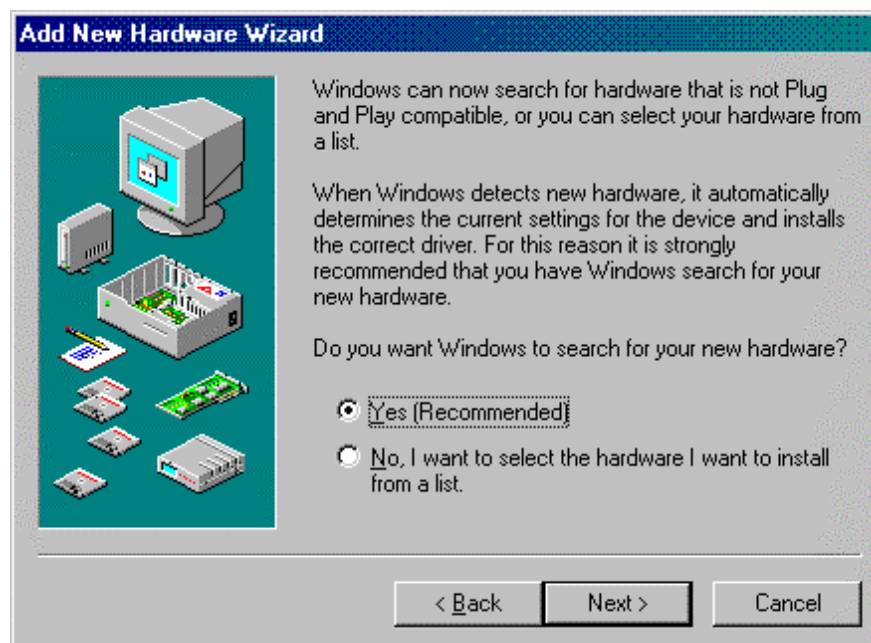 Add New Hardware Wizard
Windows can now search for hardware that is not Plug
and Play compatible, or you can select your hardware from
a list.
When Windows detects new hardware, it automatically
determines the current settings for the device and installs
the correct driver. For this reason it is strongly
recommended that you have Windows search for your
new hardware.
Do you want Windows to search for your new hardware?
Yes (Recommended)
No, I want to select the hardware I want to install
from a list.
< Back Next > Cancel